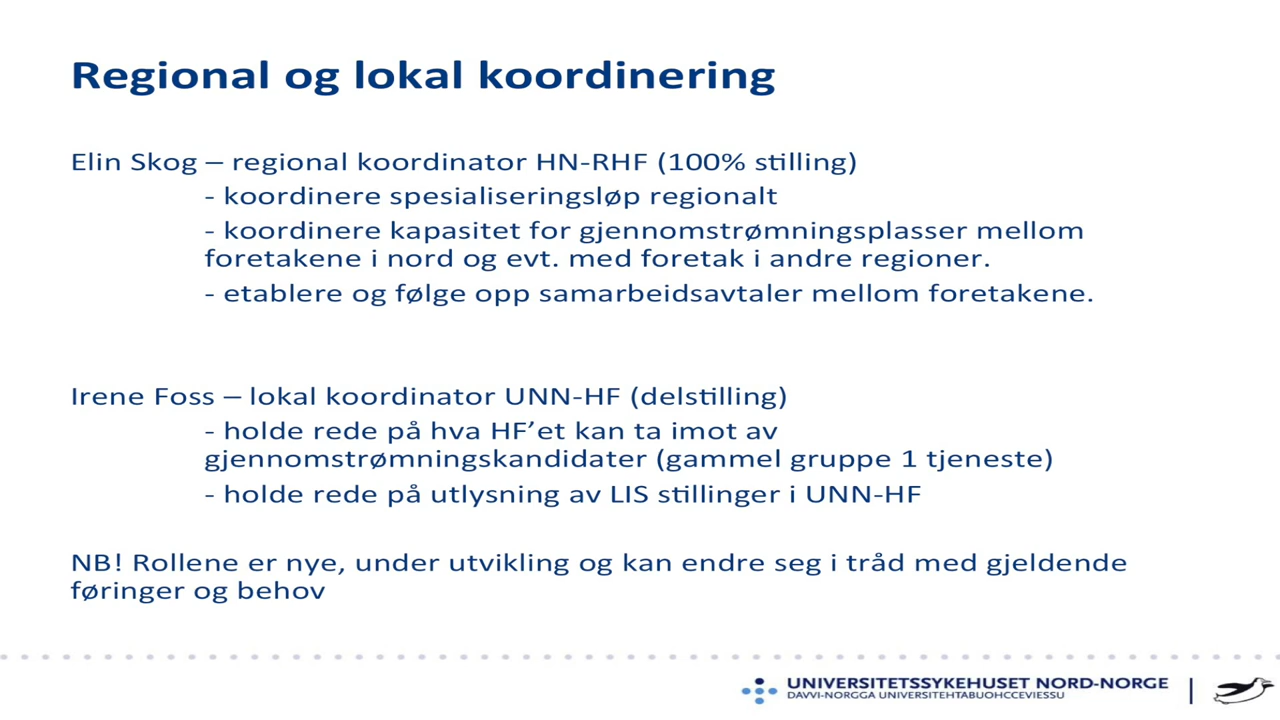 Regional og lokal koordinering
Elin Skog – regional koordinator HN-RHF (100% stilling)
- koordinere spesialiseringsløp regionalt
- koordinere kapasitet for gjennomstrømningsplasser mellom
foretakene i nord og evt. med foretak i andre regioner.
- etablere og følge opp samarbeidsavtaler mellom foretakene.
Irene Foss – lokal koordinator UNN-HF (delstilling)
- holde rede på hva HF’et kan ta imot av
gjennomstrømningskandidater (gammel gruppe 1 tjeneste)
- holde rede på utlysning av LIS stillinger i UNN-HF
NB! Rollene er nye, under utvikling og kan endre seg i tråd med gjeldende
føringer og behov
UNIVERSITETSSYKEHUSET NORD-NORGE
DAVVI-NORGGA UNIVERSITEHTABUOHCCEVIESSU